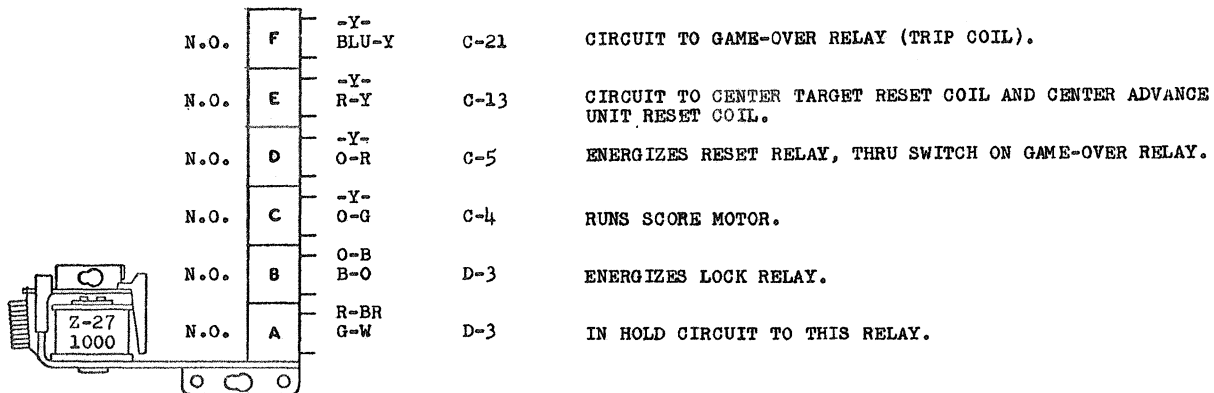 -Y-
N.O. F BLU-Y C-21 CIRCUIT TO GAME-OVER RELAY (TRIP COIL).
-Y-
N.O. E R-Y C-13 CIRCUIT TO CENTER TARGET RESET COIL AND CENTER ADVANCE
UNIT RESET COIL.
-Y-
N.O. D O-R C-5 ENERGIZES RESET RELAY, THRU SWITCH ON GAME-OVER RELAY.
-Y-
N.O. C O-G C-4 RUNS SCORE MOTOR.
O-B
N.O. B B-O D-3 ENERGIZES LOCK RELAY.
R-BR
N.O. A G-W D-3 IN HOLD CIRCUIT TO THIS RELAY.
Z-27
1000